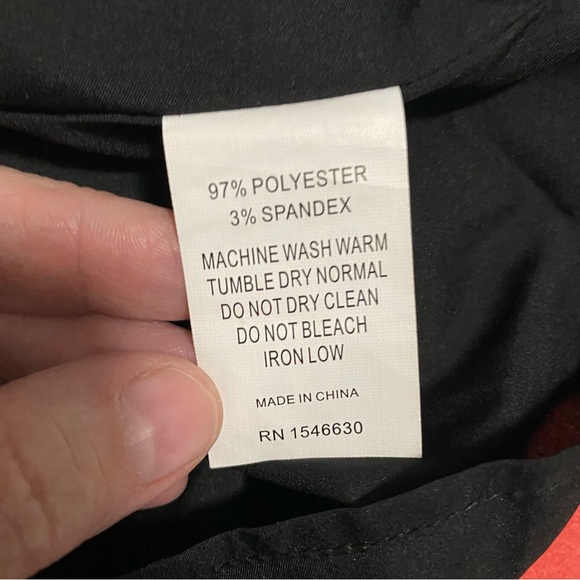 97% POLYESTER
3% SPANDEX
MACHINE WASH WARM
TUMBLE DRY NORMAL
DO NOT DRY CLEAN
DO NOT BLEACH
IRON LOW
MADE IN CHINA
RN 1546630